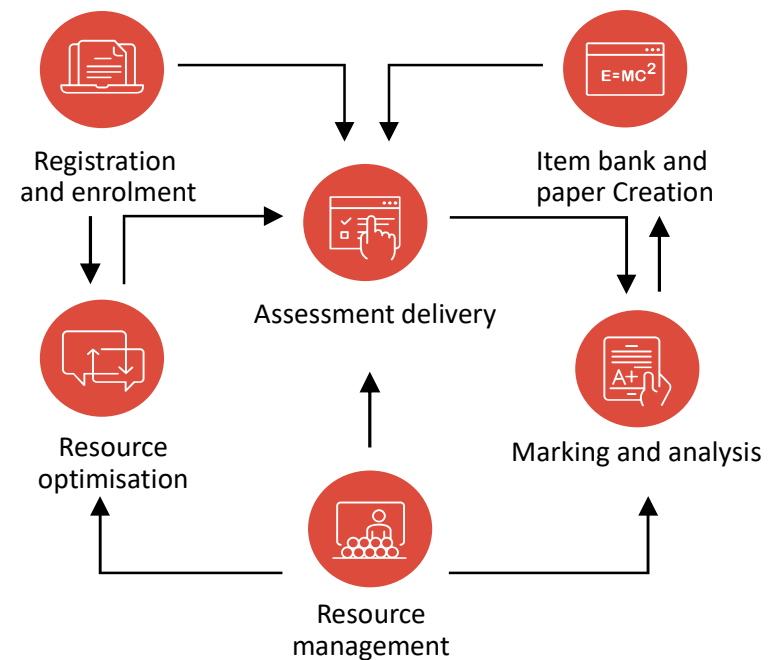 E=MC²
Registration
and enrolment
Item bank and
paper Creation
Assessment delivery
A+
Resource
optimisation
Marking and analysis
Resource
management